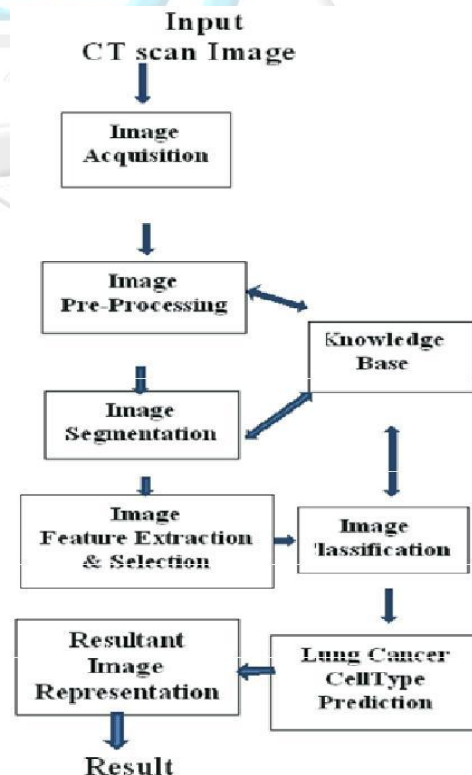 Input
CT scan Image
Image
Acquisition
Image
Pre-Processing
Knowledge
Base
Image
Segmentation
Image
Feature Extraction
& Selection
Image
Classification
Resultant
Image
Representation
Lung Cancer
CellType
Prediction
Result